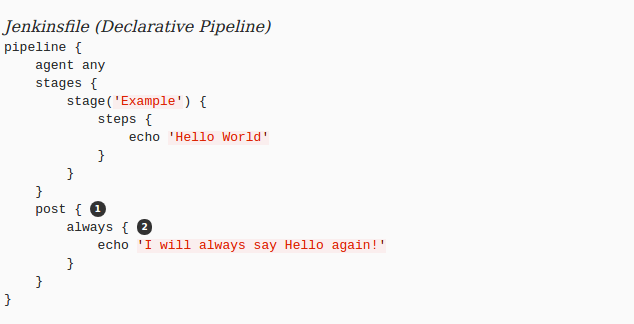 Jenkinsfile (Declarative Pipeline)
pipeline {
    agent any
    stages {
        stage('Example') {
            steps {
                echo 'Hello World'
            }
        }
    }
    post { 1
        always { 2
            echo 'I will always say Hello again!'
        }
    }
}